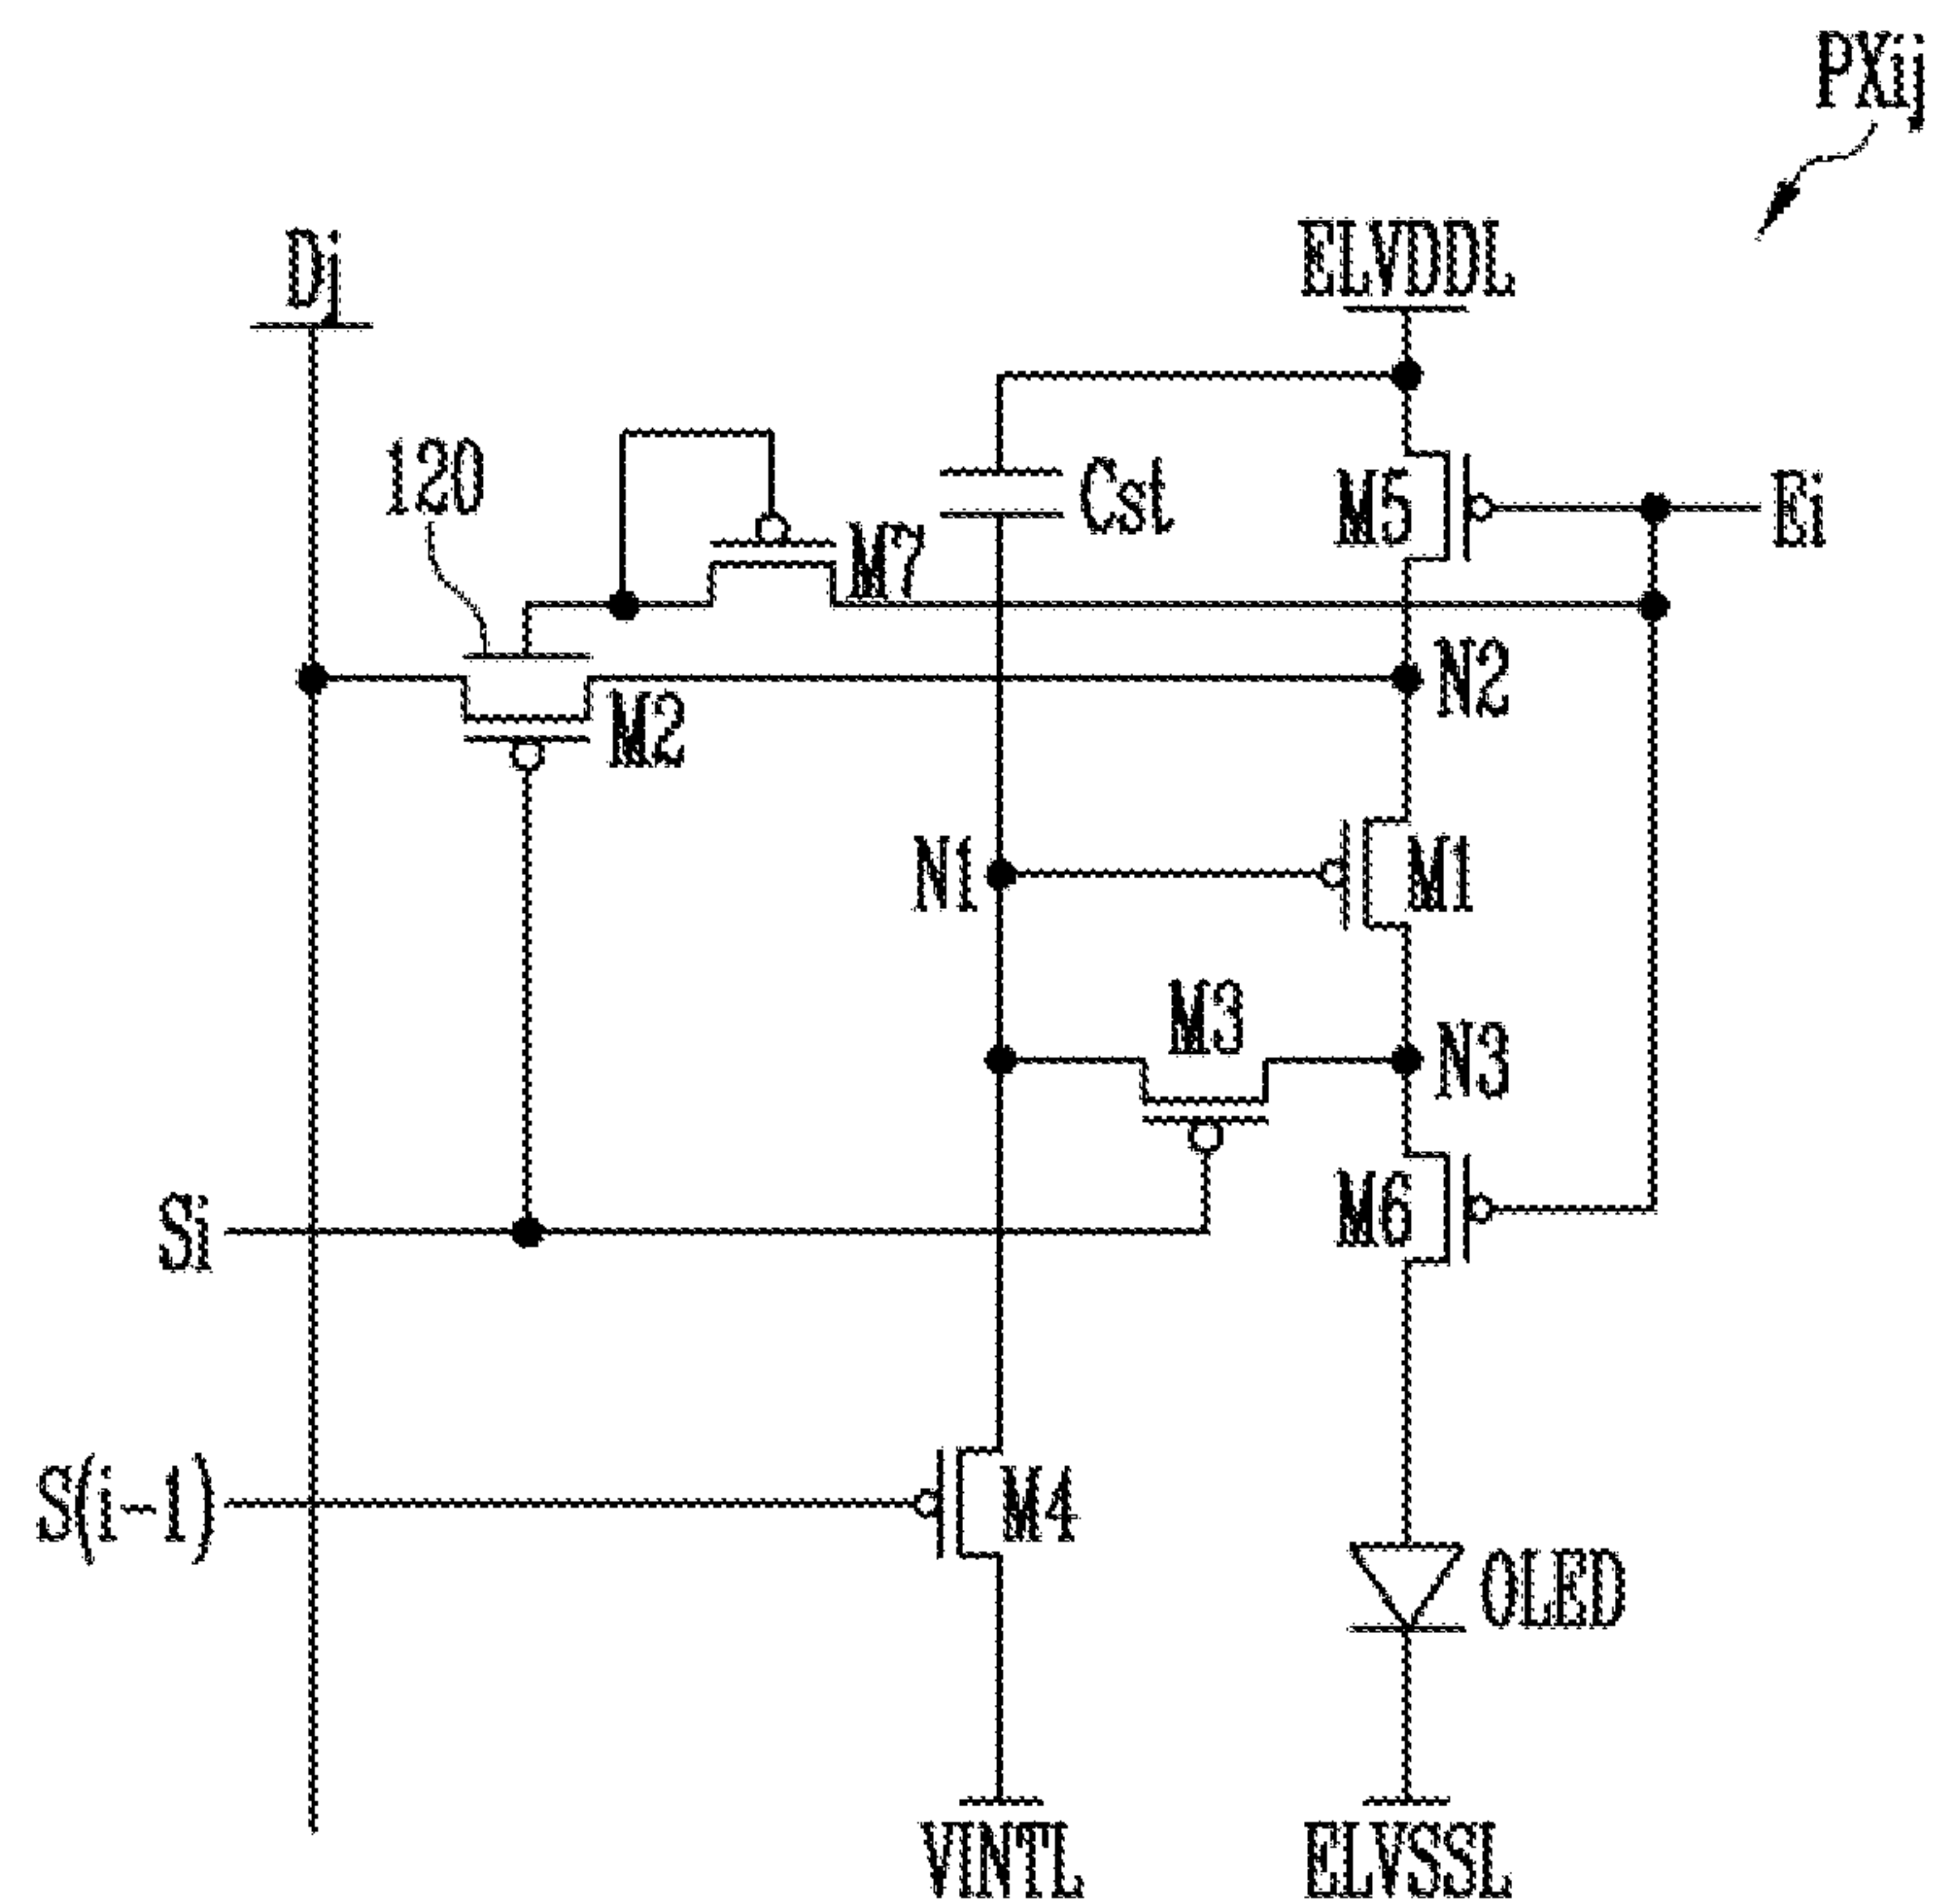 PXij
Dj
ELVDDL
120
M7
Cst
M5
Ei
M2
N2
N1
M1
M3
N3
Si
M6
S(i-1)
M4
OLED
VINTL
ELVSSL